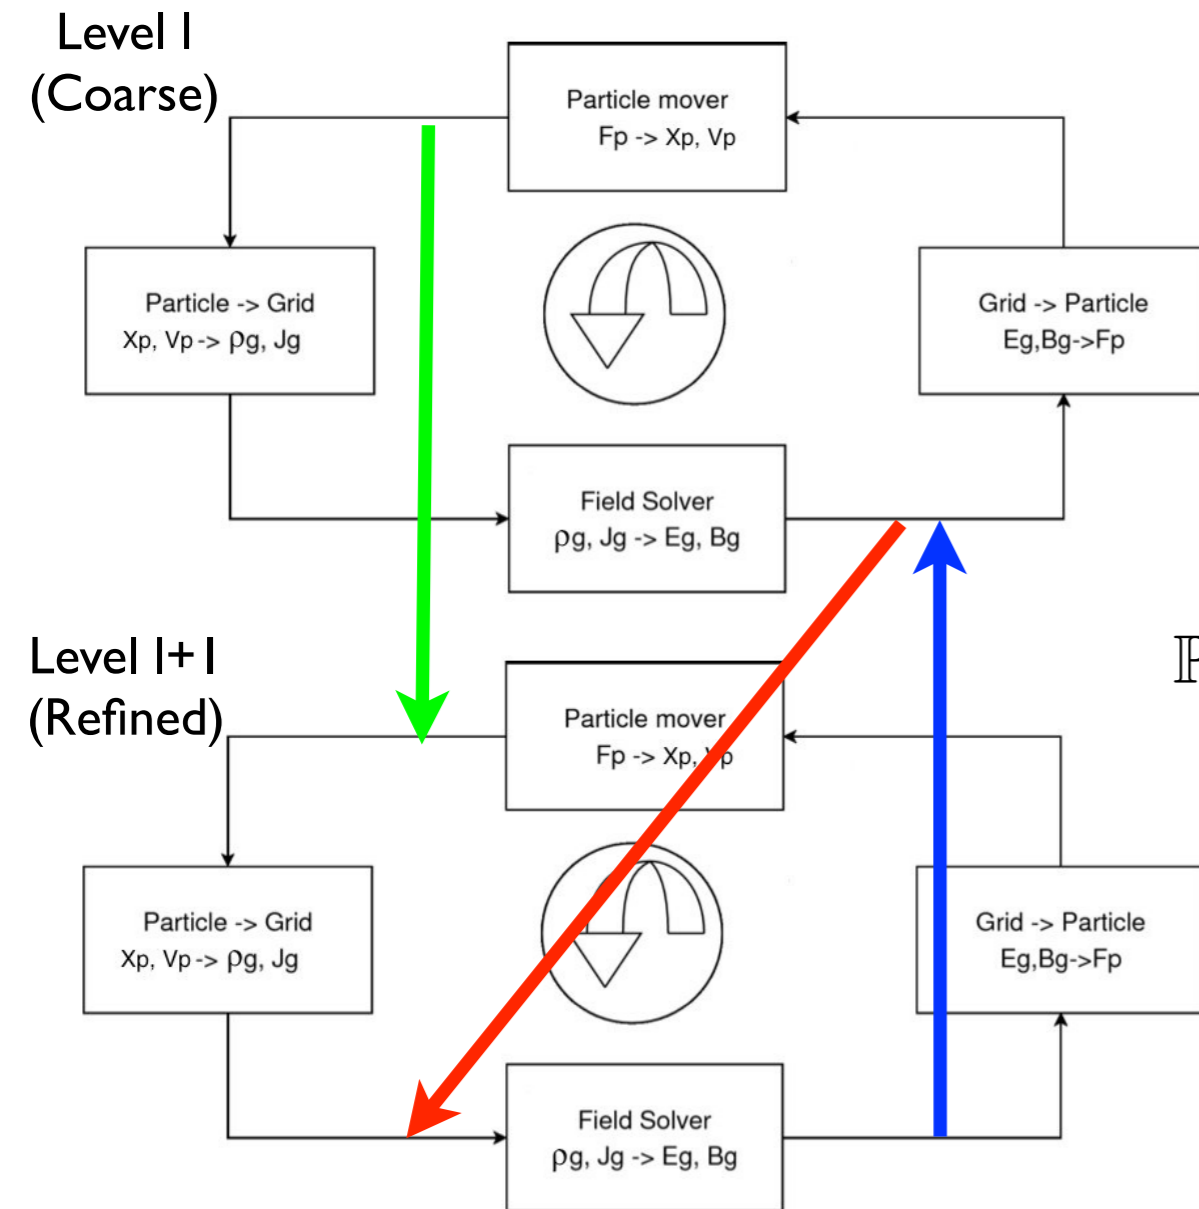 Level l
(Coarse)
Particle mover
Fp -> Xp, Vp
Particle -> Grid
Xp, Vp -> ρg, Jg
Grid -> Particle
Eg,Bg->Fp
Field Solver
ρg, Jg -> Eg, Bg
Level l+1
(Refined)
ℙ
Particle mover
Fp -> Xp, Vp
Particle -> Grid
Xp, Vp -> ρg, Jg
Grid -> Particle
Eg,Bg->Fp
Field Solver
ρg, Jg -> Eg, Bg